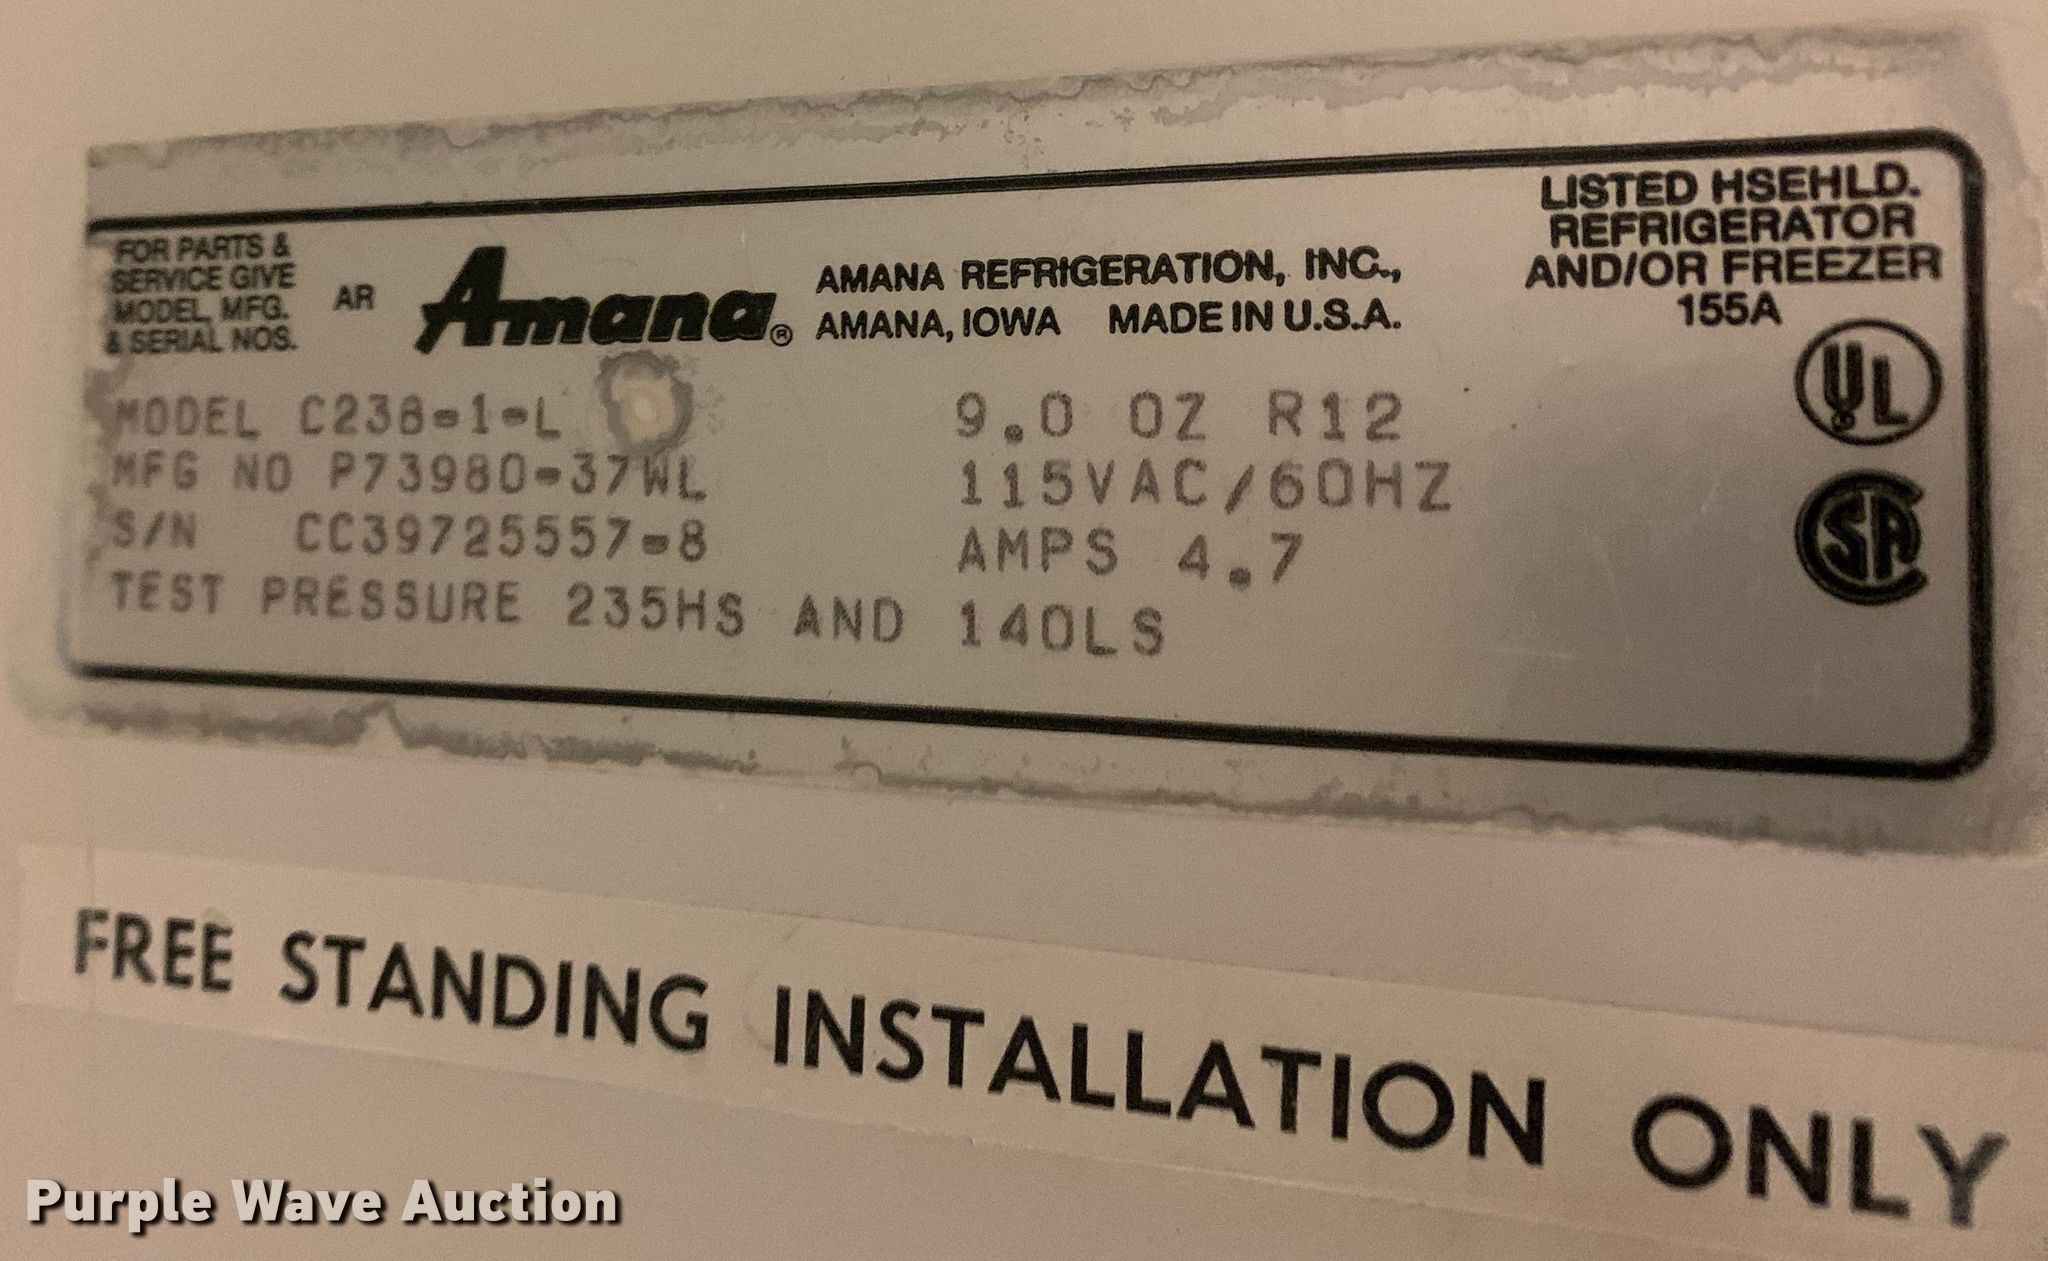 FOR PARTS &
SERVICE GIVE
MODEL, MFG.
& SERIAL NOS.
AR
Amana®
AMANA REFRIGERATION, INC.,
AMANA, IOWA MADE IN U.S.A.
LISTED HSEHLD.
REFRIGERATOR
AND/OR FREEZER
155A
UL
SA
MODEL C238-1-L
MFG NO P73980-37WL
S/N CC39725557-8
TEST PRESSURE 235HS AND 140LS
9.0 OZ R12
115VAC/60HZ
AMPS 4.7
FREE STANDING INSTALLATION ONLY
Purple Wave Auction